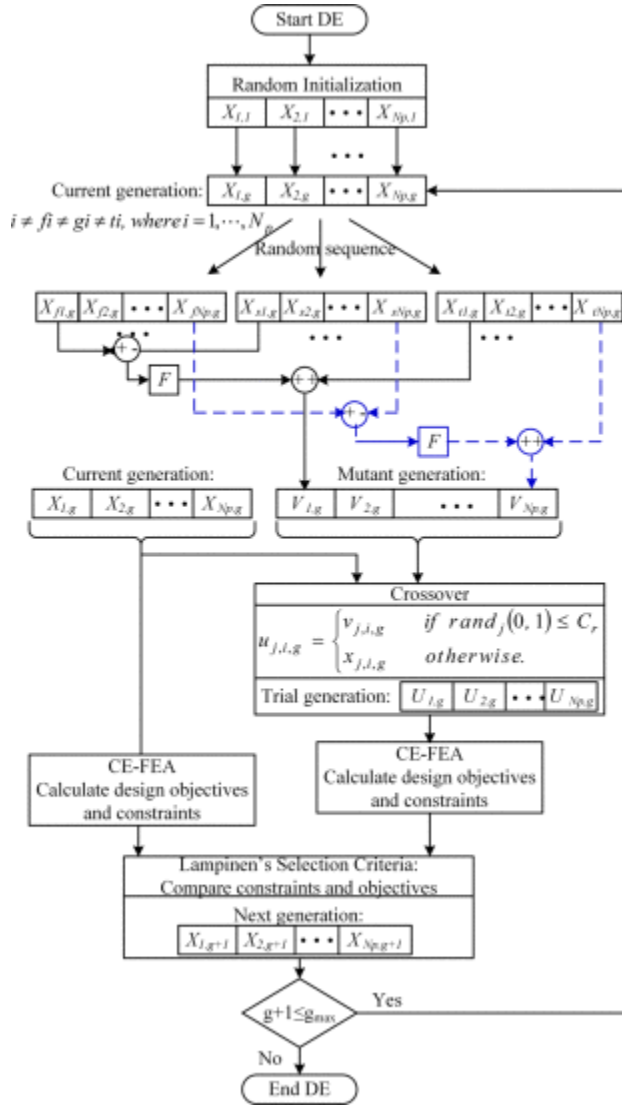 Start DE
Random Initialization
X1,1 X2,1 ••• XNp,1
•••
Current generation: X1,g X2,g ••• XNp,g
i ≠ fi ≠ gi ≠ ti, where i = 1,⋯,Np
Random sequence
Xf1,g Xf2,g ••• XfNp,g Xs1,g Xs2,g ••• XsNp,g Xt1,g Xt2,g ••• XtNp,g
••• ••• •••
+ -
F ++
+ -
F ++
Current generation: Mutant generation:
X1,g X2,g ••• XNp,g V1,g V2,g ••• VNp,g
Crossover
uj,i,g = { vj,i,g if randj(0, 1) ≤ Cr
xj,i,g otherwise.
Trial generation: U1,g U2,g ••• UNp,g
CE-FEA
Calculate design objectives
and constraints
CE-FEA
Calculate design objectives
and constraints
Lampinen's Selection Criteria:
Compare constraints and objectives
Next generation:
X1,g+1 X2,g+1 ••• XNp,g+1
g+1≤gmax Yes
No
End DE